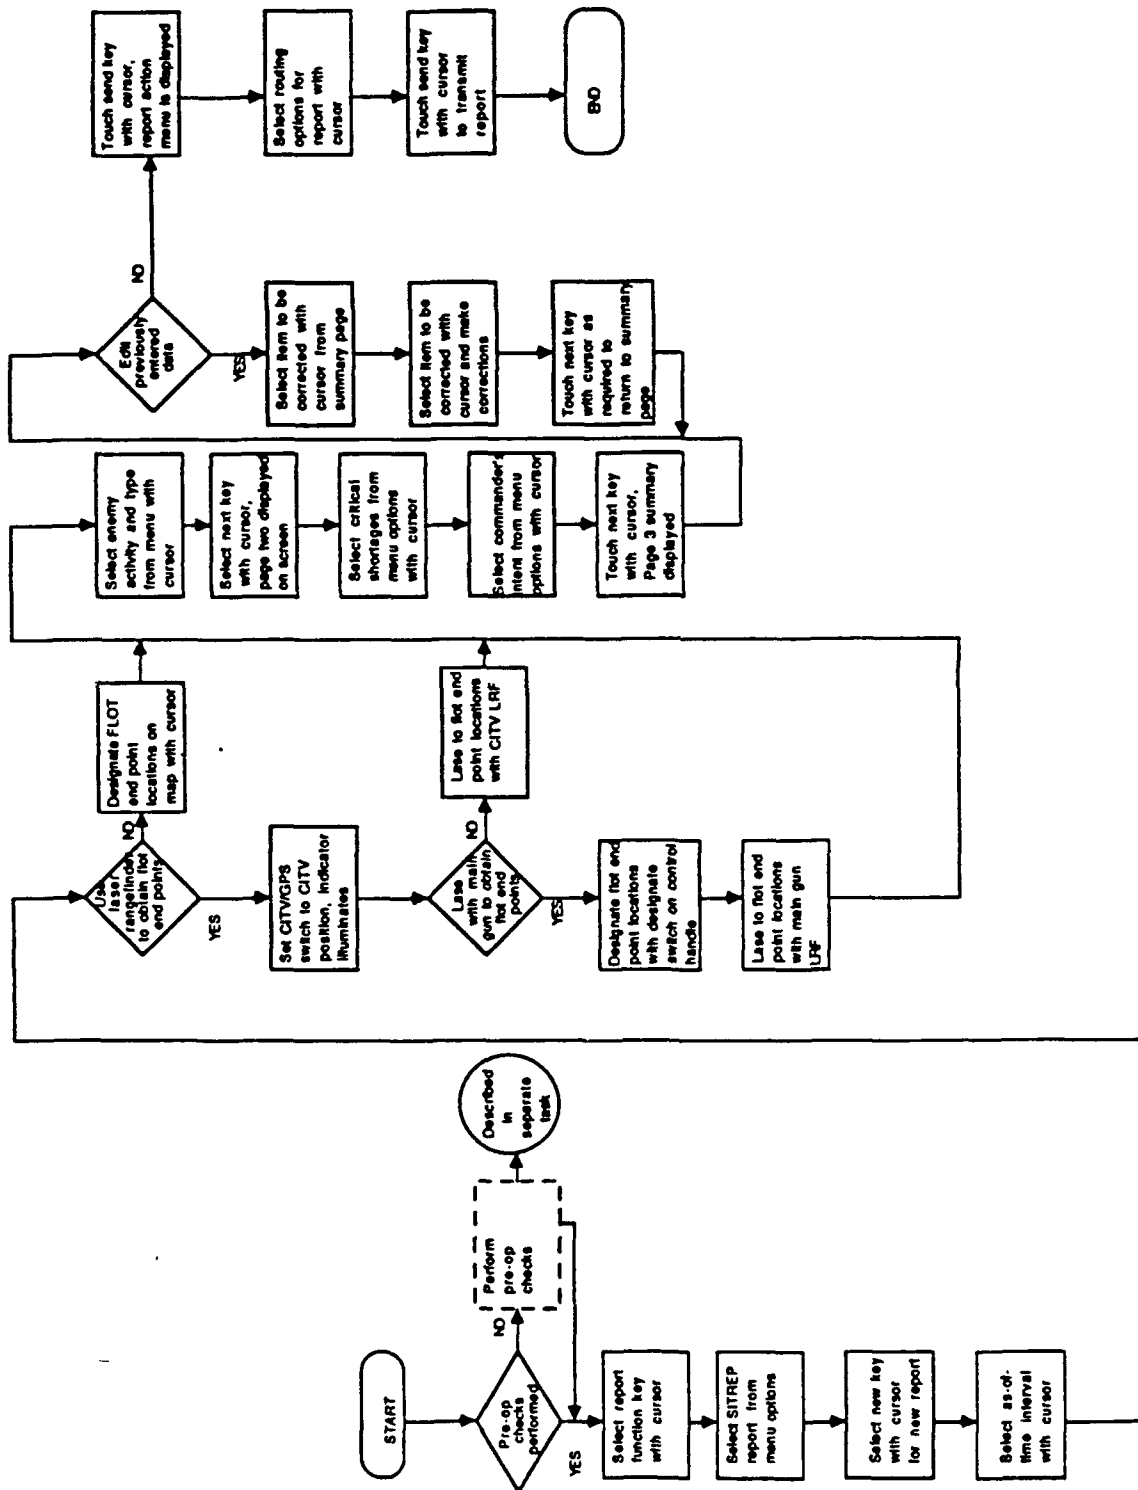 START
Pre-op
checks
performed
NO
YES
Perform
pre-op
checks
Described
in
separate
task
Select report
function key
with cursor
Select SITREP
report from
menu options
Select new key
with cursor
for new report
Select as-of-
time interval
with cursor
Use
laser
rangefinder
to obtain flot
end points
NO
YES
Designate FLOT
end point
locations on
map with cursor
Set CITV/GPS
switch to CITV
position, indicator
illuminates
Lase
with main
gun to obtain
flot end
points
NO
YES
Lase to flot end
point locations
with CITV LRF
Designate flot end
point locations
with designate
switch on control
handle
Lase to flot end
point locations
with main gun
LRF
Select enemy
activity and type
from menu with
cursor
Select next key
with cursor,
page two displayed
on screen
Select critical
shortages from
menu options
with cursor
Select commander's
intent from menu
options with cursor
Touch next key
with cursor,
Page 3 summary
displayed
Edit
previously
entered
data
NO
YES
Select item to be
corrected with
cursor from
summary page
Select item to be
corrected with
cursor and make
corrections
Touch next key
with cursor as
required to
return to summary
page
Touch send key
with cursor,
report action
menu is displayed
Select routing
options for
report with
cursor
Touch send key
with cursor
to transmit
report
END